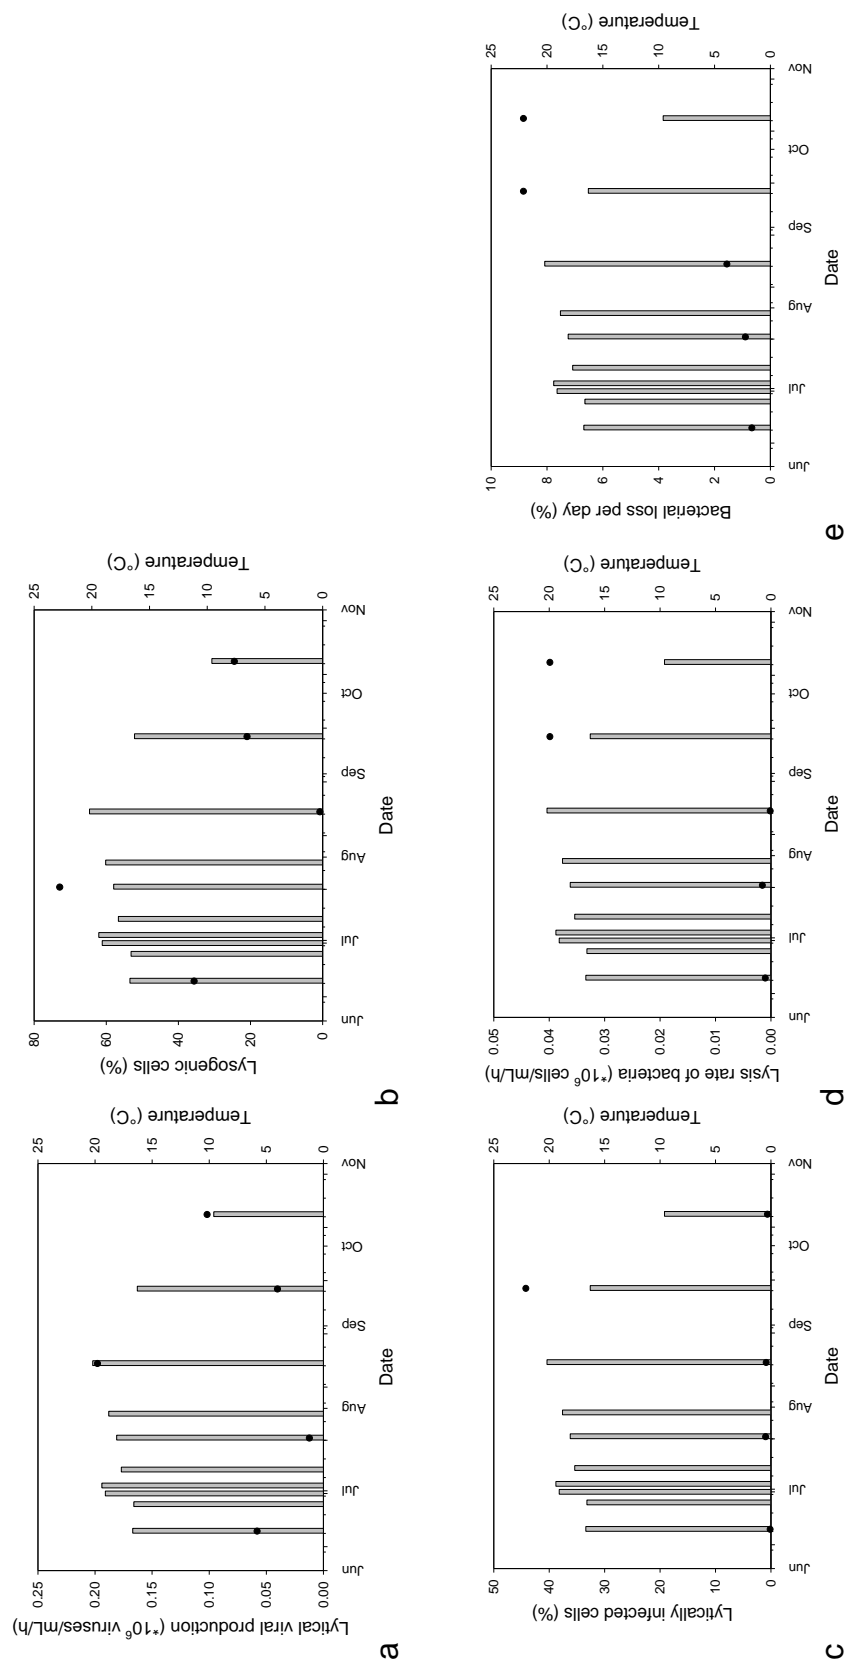 a
Lytical viral production (*10⁶ viruses/mL/h)
0.00
0.05
0.10
0.15
0.20
0.25
Temperature (°C)
0
5
10
15
20
25
Jun
Jul
Aug
Sep
Oct
Nov
Date
b
Lysogenic cells (%)
0
20
40
60
80
Temperature (°C)
0
5
10
15
20
25
Jun
Jul
Aug
Sep
Oct
Nov
Date
c
Lytically infected cells (%)
0
10
20
30
40
50
Temperature (°C)
0
5
10
15
20
25
Jun
Jul
Aug
Sep
Oct
Nov
Date
d
Lysis rate of bacteria (*10⁶ cells/mL/h)
0.00
0.01
0.02
0.03
0.04
0.05
Temperature (°C)
0
5
10
15
20
25
Jun
Jul
Aug
Sep
Oct
Nov
Date
e
Bacterial loss per day (%)
0
2
4
6
8
10
Temperature (°C)
0
5
10
15
20
25
Jun
Jul
Aug
Sep
Oct
Nov
Date